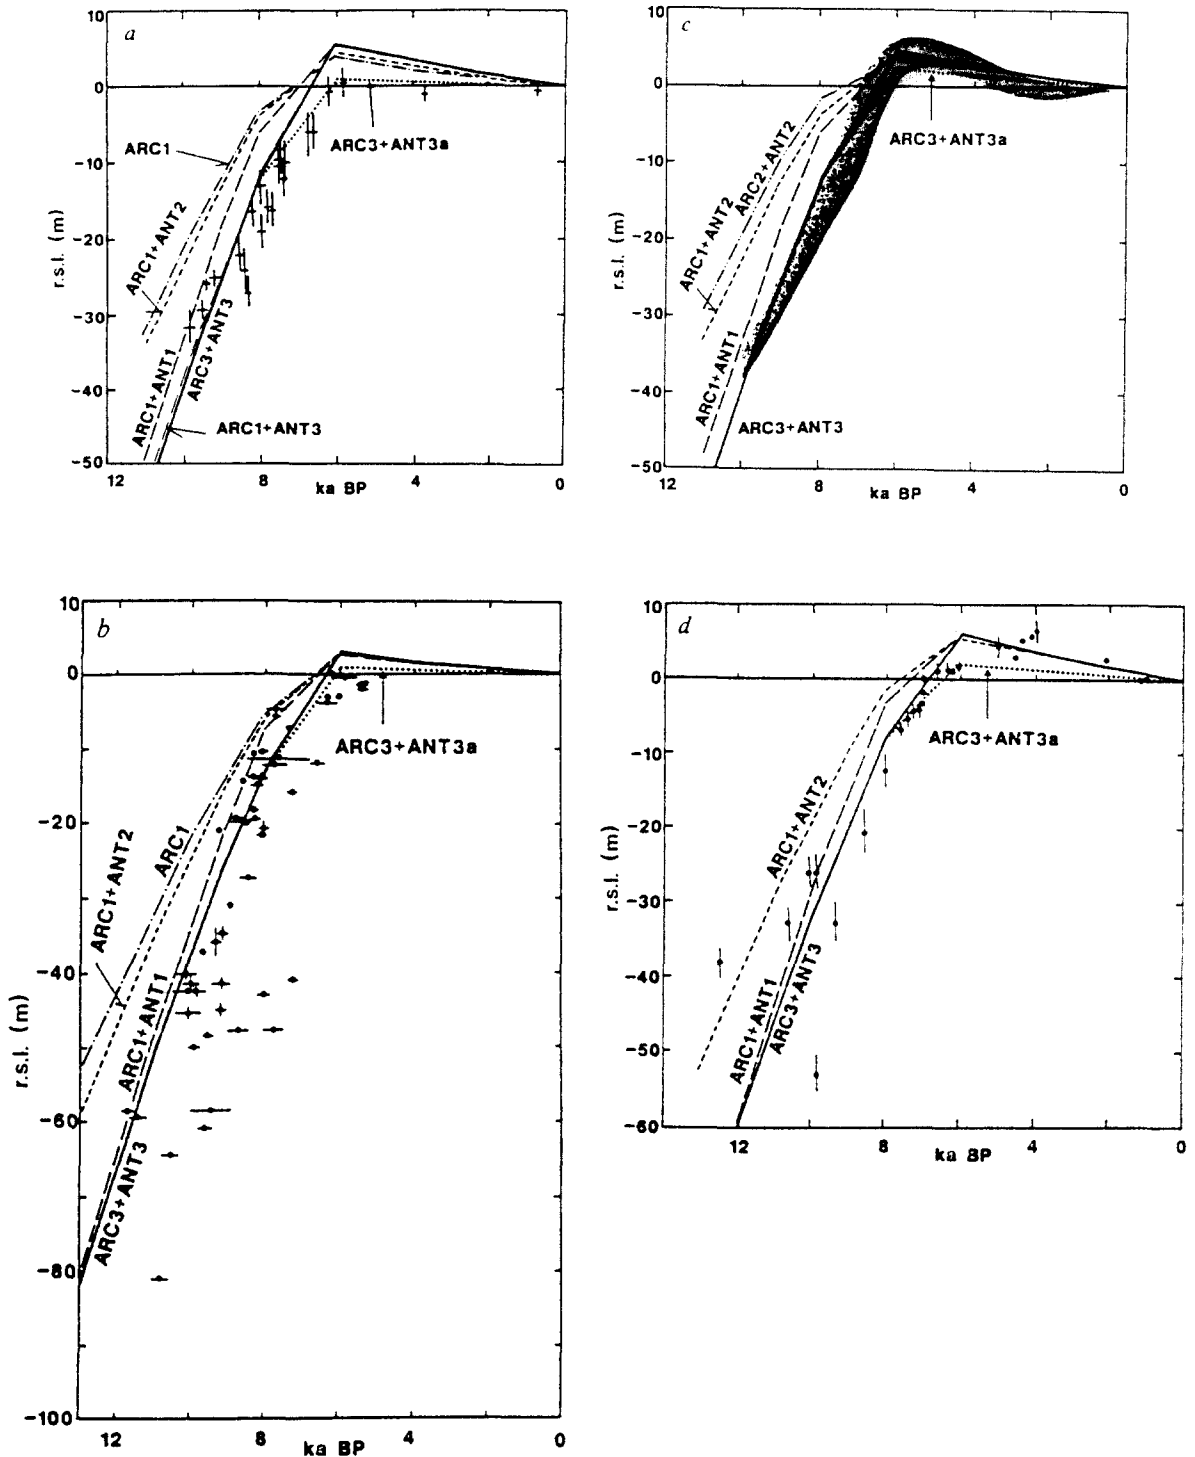 a
10
0
-10
-20
-30
-40
-50
r.s.l. (m)
ARC1
ARC1+ANT2
ARC1+ANT1
ARC3+ANT3
ARC1+ANT3
ARC3+ANT3a
12
8
4
0
ka BP
c
10
0
-10
-20
-30
-40
-50
r.s.l. (m)
ARC1+ANT2
ARC2+ANT2
ARC1+ANT1
ARC3+ANT3
ARC3+ANT3a
12
8
4
0
ka BP
b
10
0
-20
-40
-60
-80
-100
r.s.l. (m)
ARC1+ANT2
ARC1
ARC1+ANT1
ARC3+ANT3
ARC3+ANT3a
12
8
4
0
ka BP
d
10
0
-10
-20
-30
-40
-50
-60
r.s.l. (m)
ARC1+ANT2
ARC1+ANT1
ARC3+ANT3
ARC3+ANT3a
12
8
4
0
ka BP